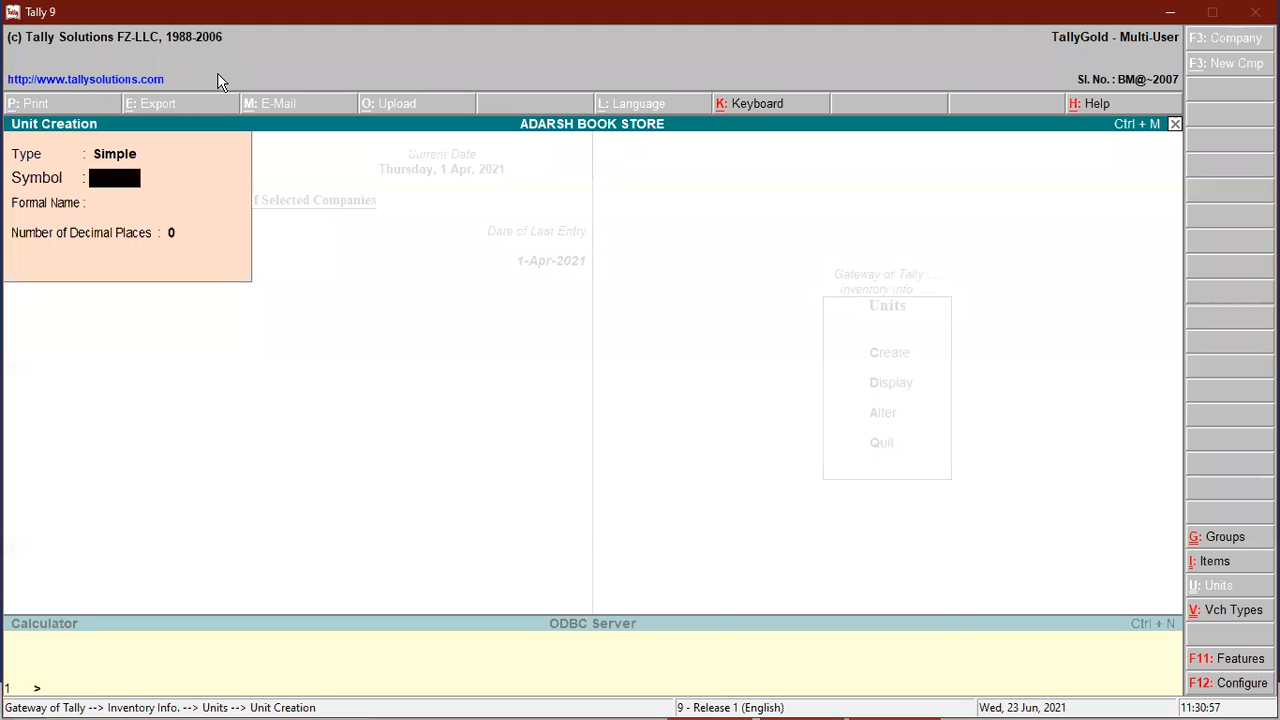 Tally 9
(c) Tally Solutions FZ-LLC, 1988-2006
TallyGold - Multi-User
http://www.tallysolutions.com
Sl. No. : BM@~2007
P: Print
E: Export
M: E-Mail
O: Upload
L: Language
K: Keyboard
H: Help
F3: Company
F3: New Cmp
Unit Creation
ADARSH BOOK STORE
Ctrl + M
Type : Simple
Symbol :
Formal Name :
Number of Decimal Places : 0
Current Date
Thursday, 1 Apr, 2021
f Selected Companies
Date of Last Entry
1-Apr-2021
Gateway of Tally ....
Inventory Info. ....
Units
Create
Display
Alter
Quit
G: Groups
I: Items
U: Units
V: Vch Types
F11: Features
F12: Configure
Calculator
ODBC Server
Ctrl + N
1 >
Gateway of Tally --> Inventory Info. --> Units --> Unit Creation
9 - Release 1 (English)
Wed, 23 Jun, 2021
11:30:57